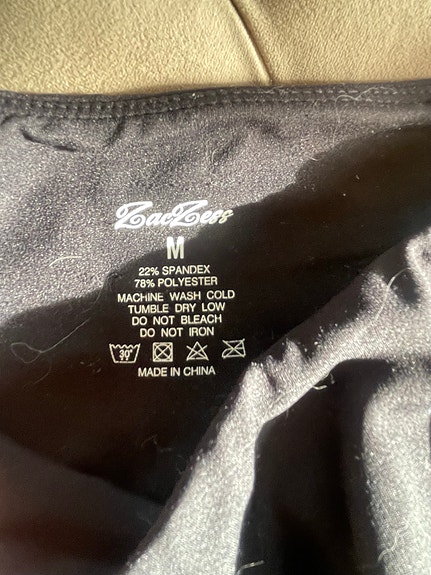 ZacZess
M
22% SPANDEX
78% POLYESTER
MACHINE WASH COLD
TUMBLE DRY LOW
DO NOT BLEACH
DO NOT IRON
30°
MADE IN CHINA